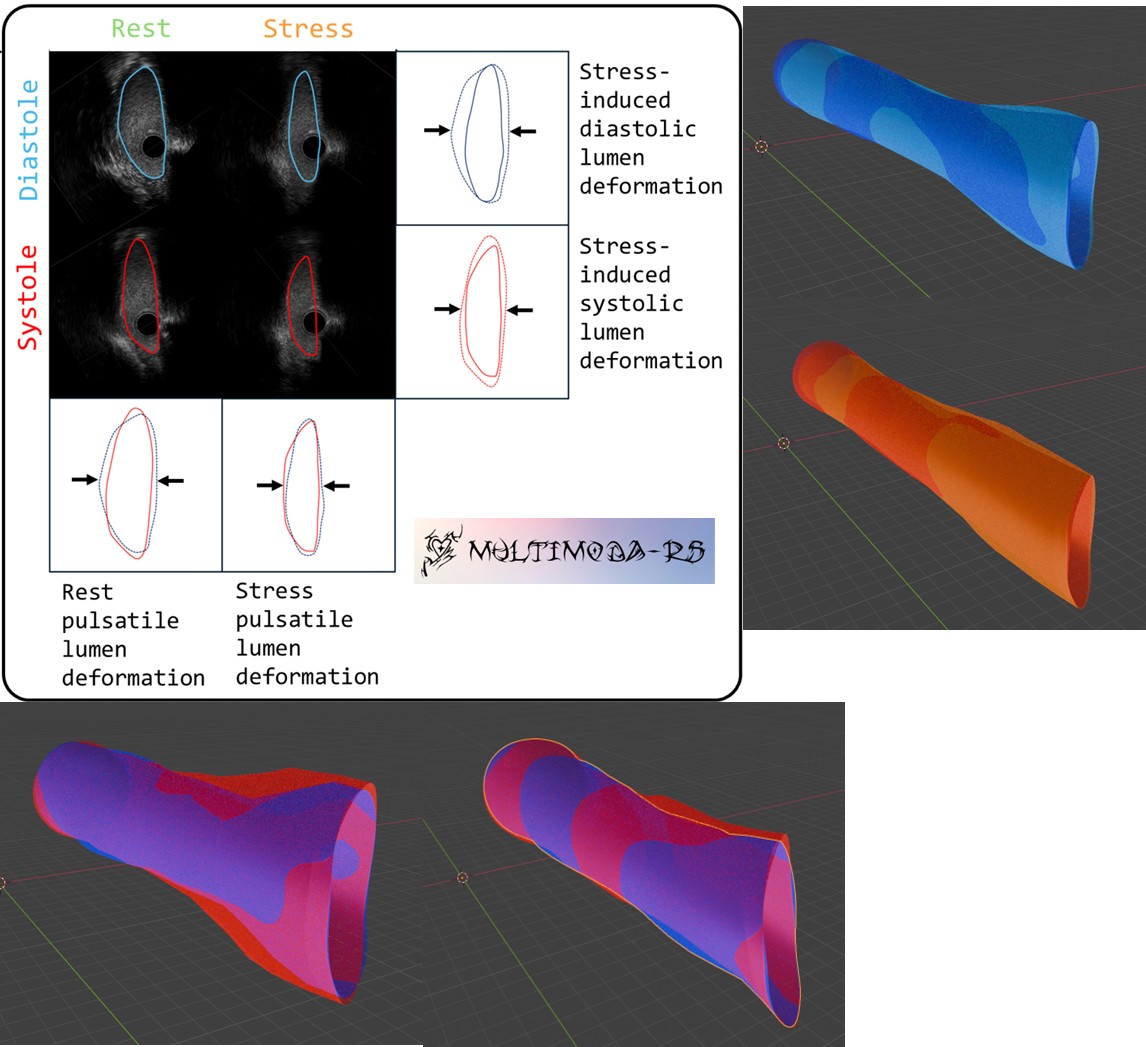 Rest
Stress
Diastole
Systole
Stress-
induced
diastolic
lumen
deformation
Stress-
induced
systolic
lumen
deformation
Rest
pulsatile
lumen
deformation
Stress
pulsatile
lumen
deformation
MULTIMODA-RS